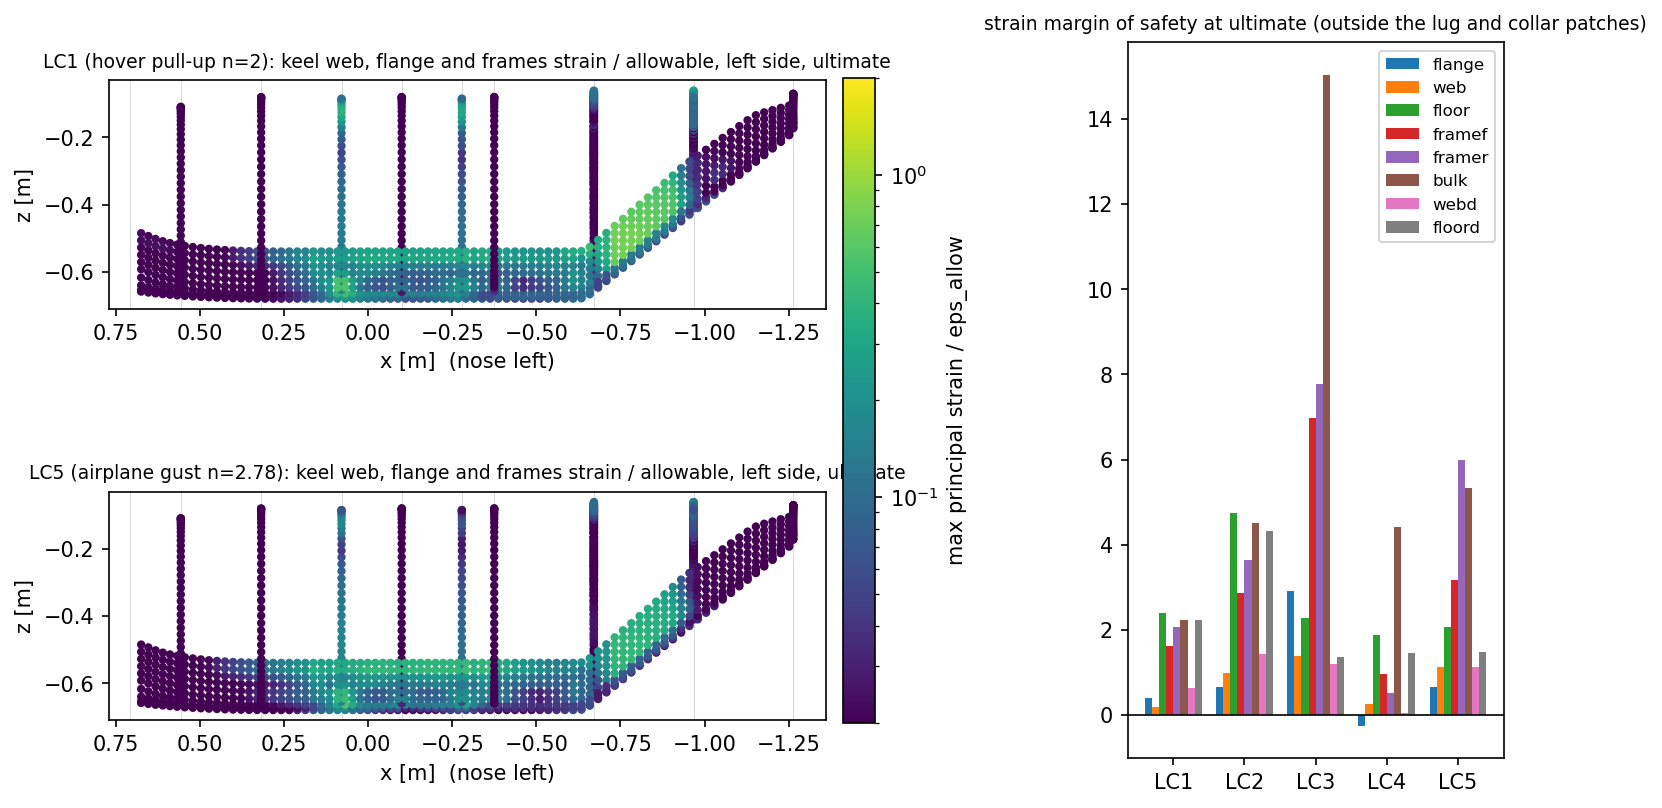 LC1 (hover pull-up n=2): keel web, flange and frames strain / allowable, left side, ultimate
−0.2
−0.4
−0.6
z [m]
0.75 0.50 0.25 0.00 −0.25 −0.50 −0.75 −1.00 −1.25
x [m]  (nose left)
LC5 (airplane gust n=2.78): keel web, flange and frames strain / allowable, left side, ul   ate
−0.2
−0.4
−0.6
z [m]
0.75 0.50 0.25 0.00 −0.25 −0.50 −0.75 −1.00 −1.25
x [m]  (nose left)
10⁰
10⁻¹
max principal strain / eps_allow
strain margin of safety at ultimate (outside the lug and collar patches)
14
12
10
8
6
4
2
0
LC1 LC2 LC3 LC4 LC5
flange
web
floor
framef
framer
bulk
webd
floord